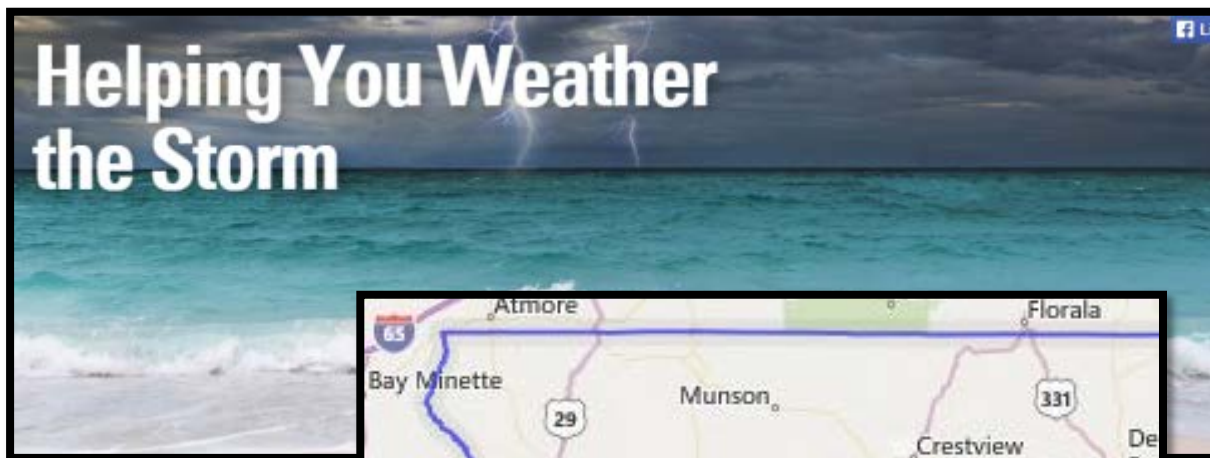 Helping You Weather
the Storm
Atmore
Florala
65
Bay Minette
Munson
331
29
Crestview